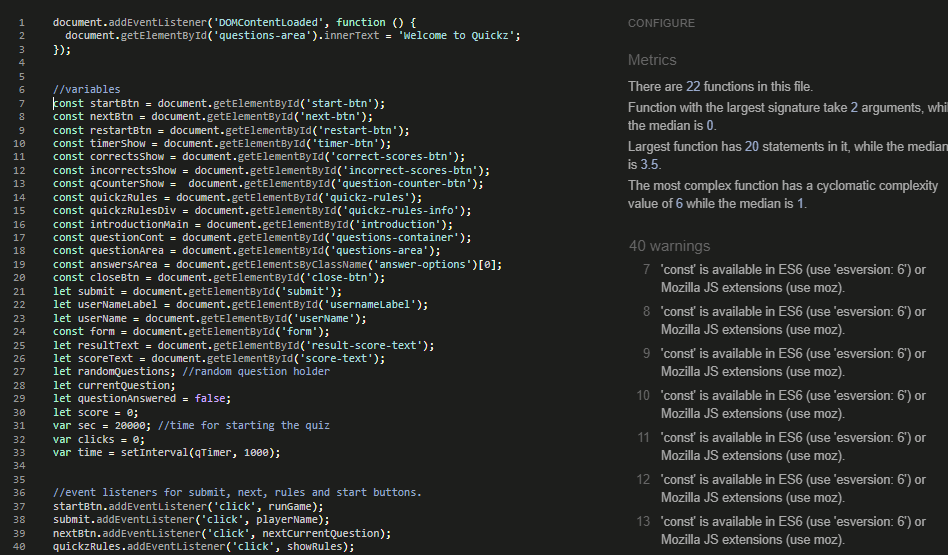 1 document.addEventListener('DOMContentLoaded', function () {
2 document.getElementById('questions-area').innerText = 'Welcome to Quickz';
3 });
4
5
6 //variables
7 const startBtn = document.getElementById('start-btn');
8 const nextBtn = document.getElementById('next-btn');
9 const restartBtn = document.getElementById('restart-btn');
10 const timerShow = document.getElementById('timer-btn');
11 const correctsShow = document.getElementById('correct-scores-btn');
12 const incorrectsShow = document.getElementById('incorrect-scores-btn');
13 const qCounterShow =  document.getElementById('question-counter-btn');
14 const quickzRules = document.getElementById('quickz-rules');
15 const quickzRulesDiv = document.getElementById('quickz-rules-info');
16 const introductionMain = document.getElementById('introduction');
17 const questionCont = document.getElementById('questions-container');
18 const questionArea = document.getElementById('questions-area');
19 const answersArea = document.getElementsByClassName('answer-options')[0];
20 const closeBtn = document.getElementById('close-btn');
21 let submit = document.getElementById('submit');
22 let userNameLabel = document.getElementById('usernameLabel');
23 let userName = document.getElementById('userName');
24 const form = document.getElementById('form');
25 let resultText = document.getElementById('result-score-text');
26 let scoreText = document.getElementById('score-text');
27 let randomQuestions; //random question holder
28 let currentQuestion;
29 let questionAnswered = false;
30 let score = 0;
31 var sec = 20000; //time for starting the quiz
32 var clicks = 0;
33 var time = setInterval(qTimer, 1000);
34
35
36 //event listeners for submit, next, rules and start buttons.
37 startBtn.addEventListener('click', runGame);
38 submit.addEventListener('click', playerName);
39 nextBtn.addEventListener('click', nextCurrentQuestion);
40 quickzRules.addEventListener('click', showRules);
CONFIGURE
Metrics
There are 22 functions in this file.
Function with the largest signature take 2 arguments, whi
the median is 0.
Largest function has 20 statements in it, while the median
is 3.5.
The most complex function has a cyclomatic complexity
value of 6 while the median is 1.
40 warnings
7 'const' is available in ES6 (use 'esversion: 6') or
Mozilla JS extensions (use moz).
8 'const' is available in ES6 (use 'esversion: 6') or
Mozilla JS extensions (use moz).
9 'const' is available in ES6 (use 'esversion: 6') or
Mozilla JS extensions (use moz).
10 'const' is available in ES6 (use 'esversion: 6') or
Mozilla JS extensions (use moz).
11 'const' is available in ES6 (use 'esversion: 6') or
Mozilla JS extensions (use moz).
12 'const' is available in ES6 (use 'esversion: 6') or
Mozilla JS extensions (use moz).
13 'const' is available in ES6 (use 'esversion: 6') or
Mozilla JS extensions (use moz).